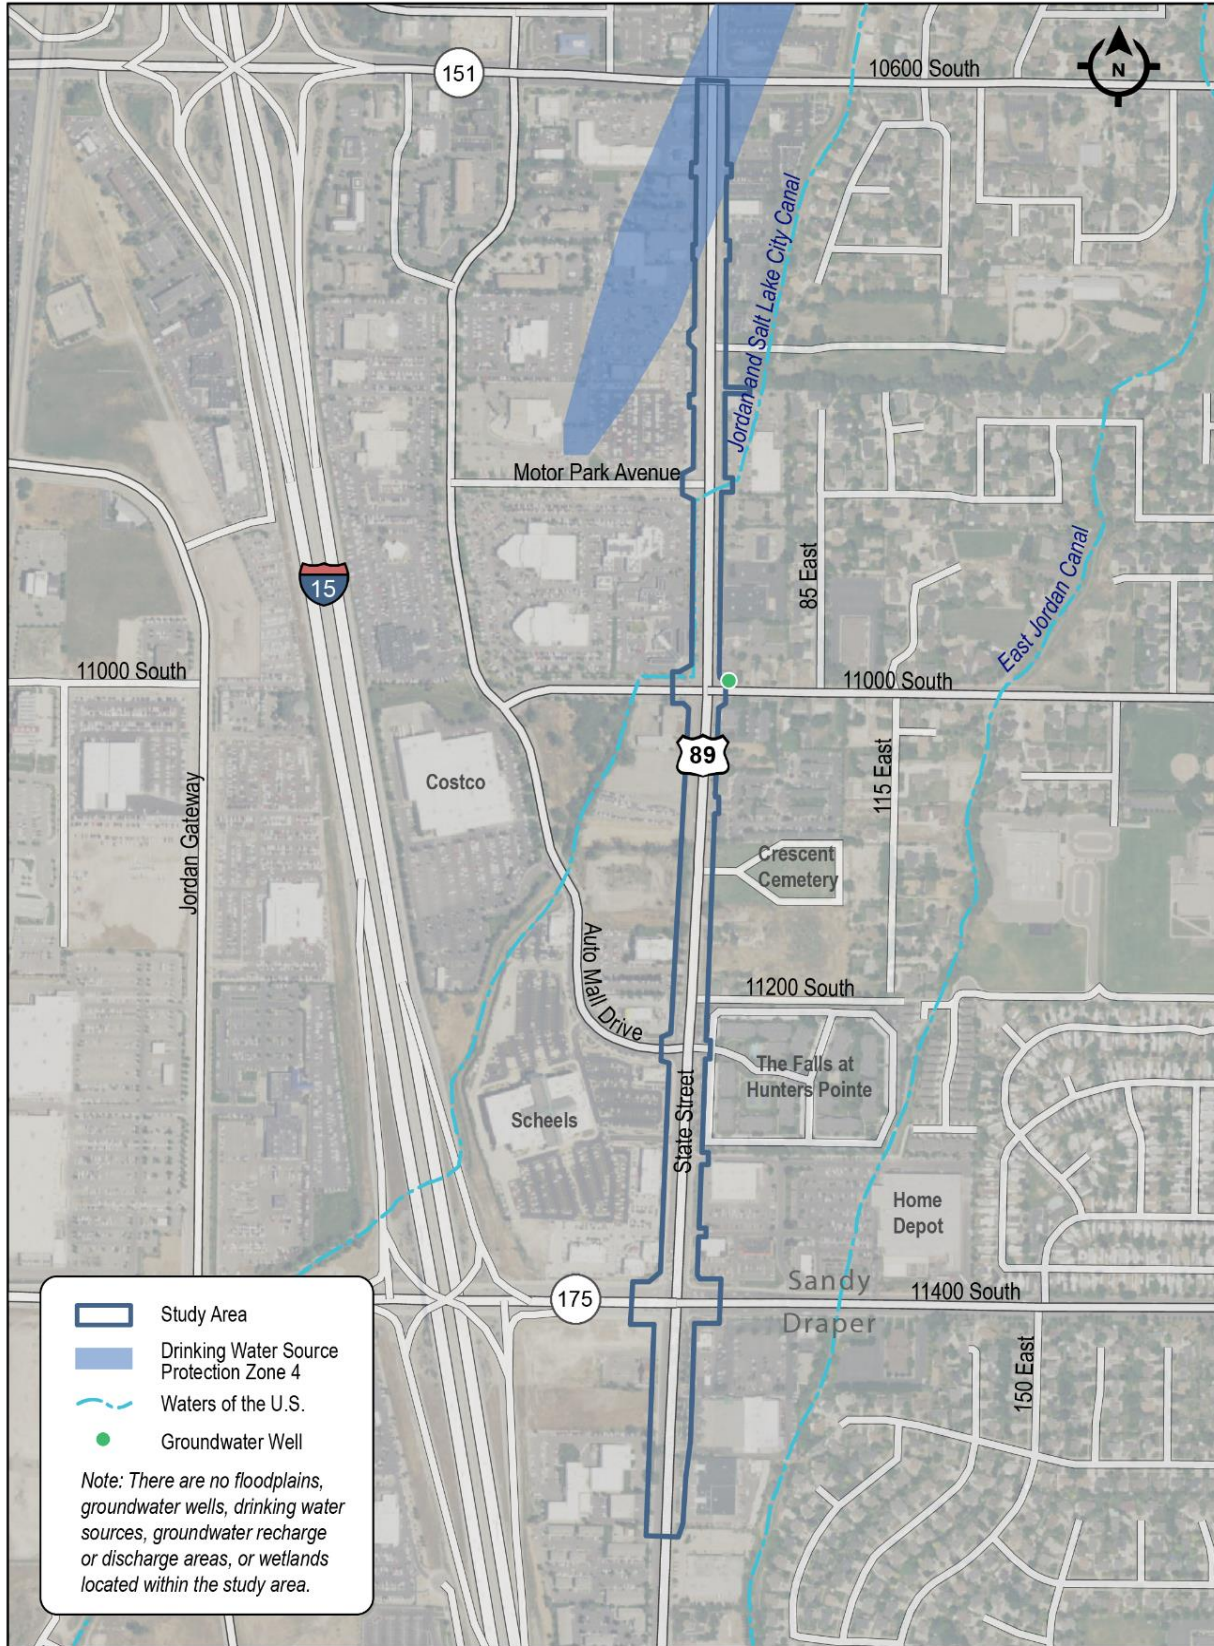 151
10600 South
N
Jordan and Salt Lake City Canal
Motor Park Avenue
85 East
East Jordan Canal
15
11000 South
11000 South
89
115 East
Costco
Jordan Gateway
Crescent
Cemetery
Auto Mall Drive
11200 South
The Falls at
Hunters Pointe
State Street
Scheels
Home
Depot
Sandy
175
11400 South
Draper
150 East
Study Area
Drinking Water Source
Protection Zone 4
Waters of the U.S.
Groundwater Well
Note: There are no floodplains,
groundwater wells, drinking water
sources, groundwater recharge
or discharge areas, or wetlands
located within the study area.